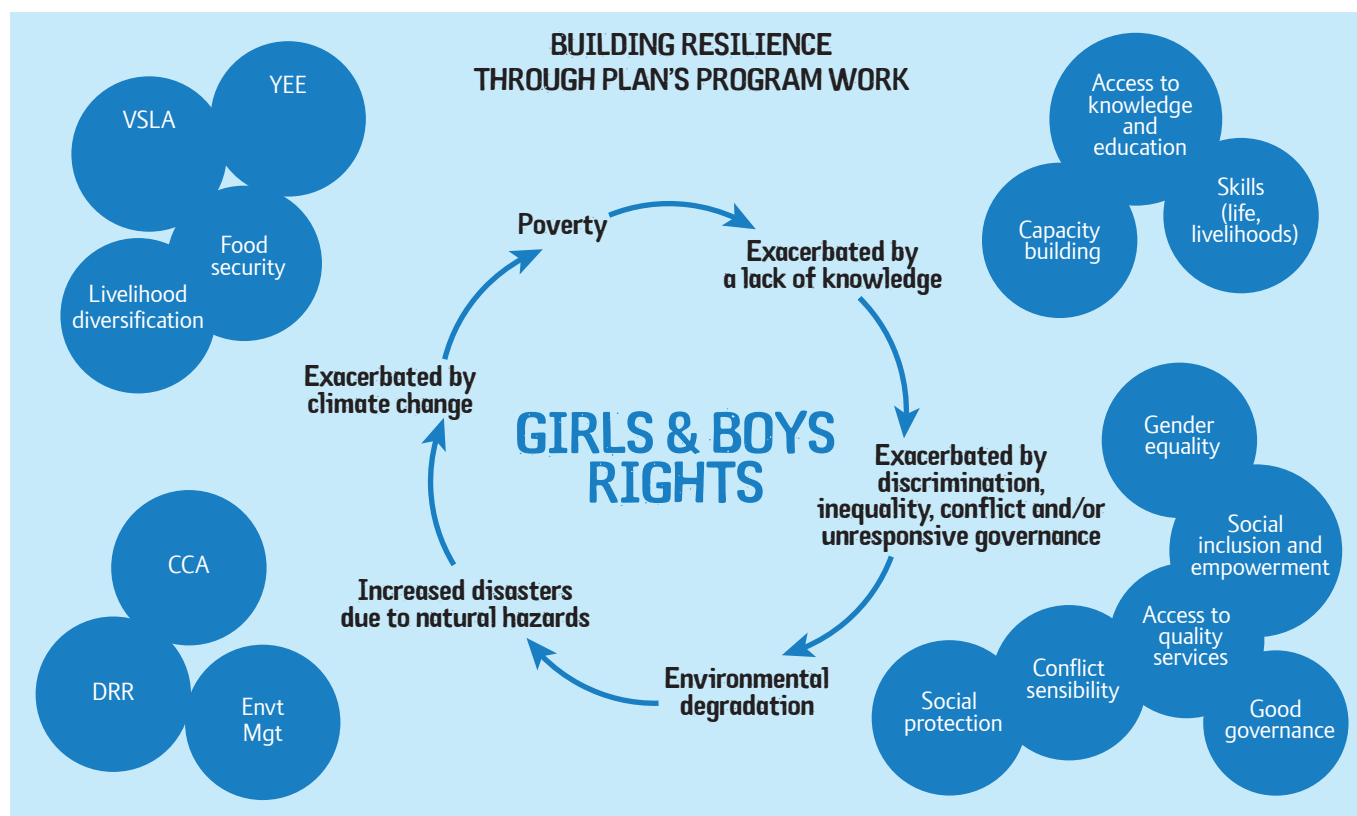 BUILDING RESILIENCE
THROUGH PLAN'S PROGRAM WORK
YEE
VSLA
Food
security
Livelihood
diversification
Access to
knowledge
and
education
Skills
(life,
livelihoods)
Capacity
building
Poverty
Exacerbated by
a lack of knowledge
Exacerbated by
discrimination,
inequality, conflict and/or
unresponsive governance
Environmental
degradation
Increased disasters
due to natural hazards
Exacerbated by
climate change
GIRLS & BOYS
RIGHTS
Gender
equality
Social
inclusion and
empowerment
Access to
quality
services
Conflict
sensibility
Social
protection
Good
governance
CCA
DRR
Envt
Mgt